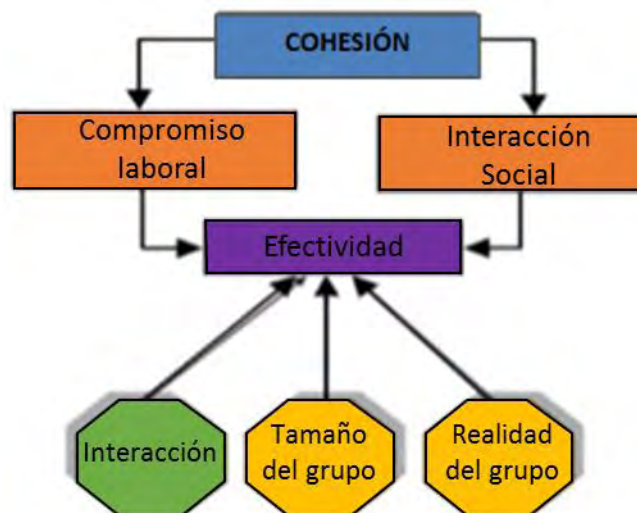 COHESIÓN
Compromiso
laboral
Interacción
Social
Efectividad
Interacción
Tamaño
del grupo
Realidad
del grupo